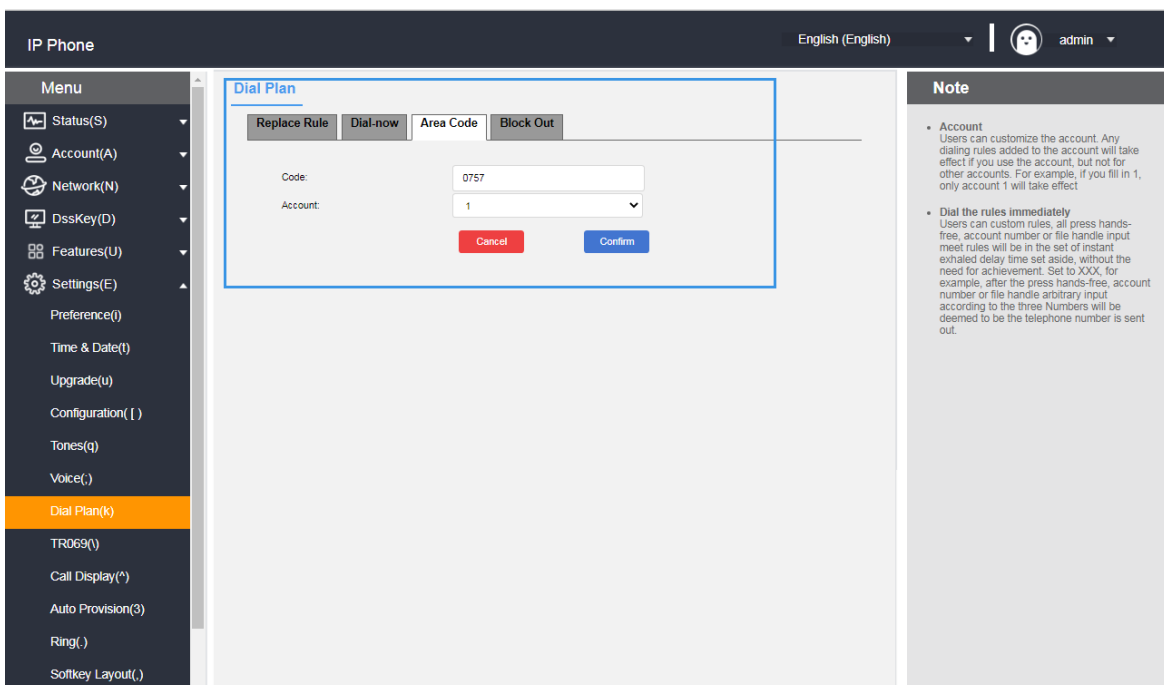 IP Phone
English (English)
admin
Menu
Status(S)
Account(A)
Network(N)
DssKey(D)
Features(U)
Settings(E)
Preference(i)
Time & Date(t)
Upgrade(u)
Configuration( [ )
Tones(q)
Voice(;)
Dial Plan(k)
TR069(\)
Call Display(^)
Auto Provision(3)
Ring(.)
Softkey Layout(,)
Dial Plan
Replace Rule Dial-now Area Code Block Out
Code: 0757
Account: 1
Cancel Confirm
Note
Account
Users can customize the account. Any
dialing rules added to the account will take
effect if you use the account, but not for
other accounts. For example, if you fill in 1,
only account 1 will take effect
Dial the rules immediately
Users can custom rules, all press hands-
free, account number or file handle input
meet rules will be in the set of instant
exhaled delay time set aside, without the
need for achievement. Set to XXX, for
example, after the press hands-free, account
number or file handle arbitrary input
according to the three Numbers will be
deemed to be the telephone number is sent
out.